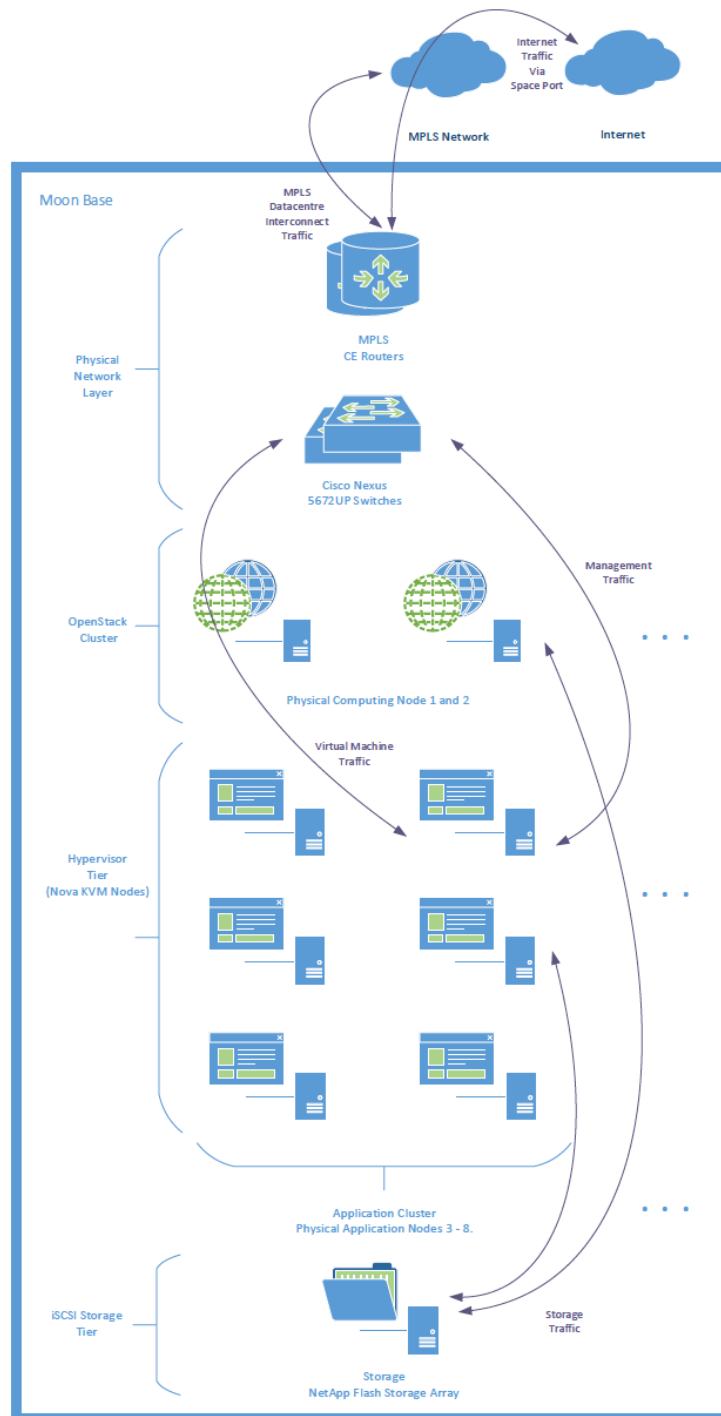 Internet
Traffic
Via
Space Port
MPLS Network
Internet
Moon Base
MPLS
Datacentre
Interconnect
Traffic
MPLS
CE Routers
Physical
Network
Layer
Cisco Nexus
5672UP Switches
Management
Traffic
OpenStack
Cluster
Physical Computing Node 1 and 2
Virtual Machine
Traffic
Hypervisor
Tier
(Nova KVM Nodes)
Application Cluster
Physical Application Nodes 3 - 8.
iSCSI Storage
Tier
Storage
Traffic
Storage
NetApp Flash Storage Array